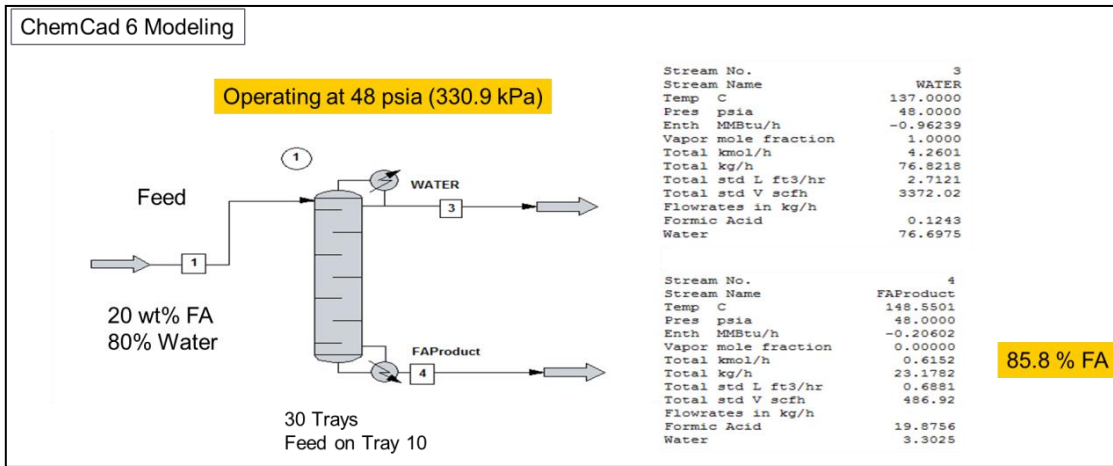 ChemCad 6 Modeling
Operating at 48 psia (330.9 kPa)
1
Feed
WATER
3
1
20 wt% FA
80% Water
FAProduct
4
30 Trays
Feed on Tray 10
Stream No. 3
Stream Name WATER
Temp C 137.0000
Pres psia 48.0000
Enth MMBtu/h -0.96239
Vapor mole fraction 1.0000
Total kmol/h 4.2601
Total kg/h 76.8218
Total std L ft3/hr 2.7121
Total std V scfh 3372.02
Flowrates in kg/h
Formic Acid 0.1243
Water 76.6975
Stream No. 4
Stream Name FAProduct
Temp C 148.5501
Pres psia 48.0000
Enth MMBtu/h -0.20602
Vapor mole fraction 0.00000
Total kmol/h 0.6152
Total kg/h 23.1782
Total std L ft3/hr 0.6881
Total std V scfh 486.92
Flowrates in kg/h
Formic Acid 19.8756
Water 3.3025
85.8 % FA